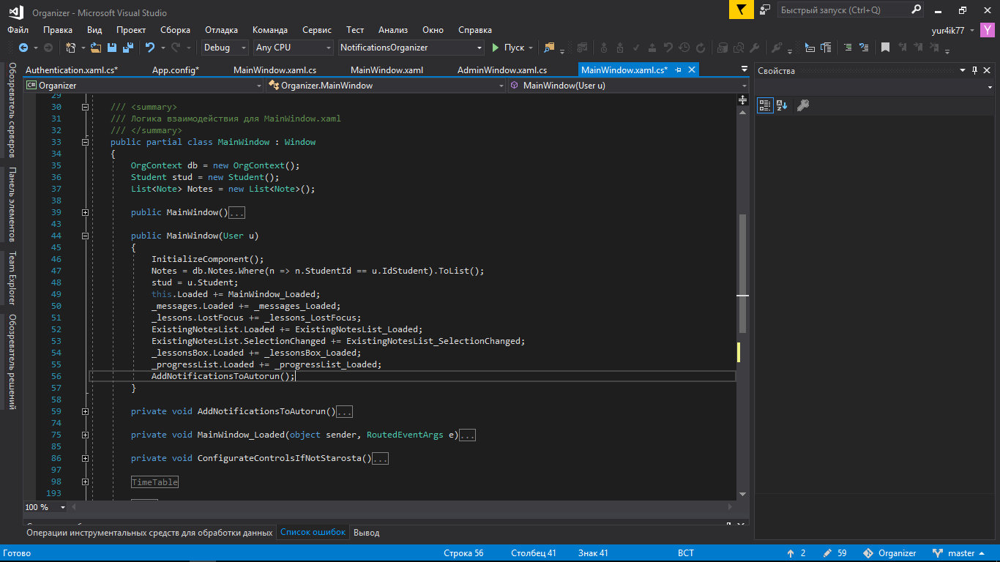 Organizer - Microsoft Visual Studio
Быстрый запуск (Ctrl+Q)
Файл Правка Вид Проект Сборка Отладка Команда Сервис Тест Анализ Окно Справка
yur4ik77 Y
Debug Any CPU NotificationsOrganizer Пуск
Authentication.xaml.cs* App.config* MainWindow.xaml.cs MainWindow.xaml AdminWindow.xaml.cs MainWindow.xaml.cs*
Свойства
C# Organizer Organizer.MainWindow MainWindow(User u)
Обозреватель серверов
Панель элементов
Team Explorer
Обозреватель решений
29
30 /// <summary>
31 /// Логика взаимодействия для MainWindow.xaml
32 /// </summary>
33 public partial class MainWindow : Window
34 {
35 OrgContext db = new OrgContext();
36 Student stud = new Student();
37 List<Note> Notes = new List<Note>();
38
39 public MainWindow()...
43
44 public MainWindow(User u)
45 {
46 InitializeComponent();
47 Notes = db.Notes.Where(n => n.StudentId == u.IdStudent).ToList();
48 stud = u.Student;
49 this.Loaded += MainWindow_Loaded;
50 _messages.Loaded += _messages_Loaded;
51 _lessons.LostFocus += _lessons_LostFocus;
52 ExistingNotesList.Loaded += ExistingNotesList_Loaded;
53 ExistingNotesList.SelectionChanged += ExistingNotesList_SelectionChanged;
54 _lessonsBox.Loaded += _lessonsBox_Loaded;
55 _progressList.Loaded += _progressList_Loaded;
56 AddNotificationsToAutorun();
57 }
58
59 private void AddNotificationsToAutorun()...
74
75 private void MainWindow_Loaded(object sender, RoutedEventArgs e)...
85
86 private void ConfigurateControlsIfNotStarosta()...
97
98 TimeTable
193
100 %
Операции инструментальных средств для обработки данных Список ошибок Вывод
Готово Строка 56 Столбец 41 Знак 41 ВСТ 2 59 Organizer master